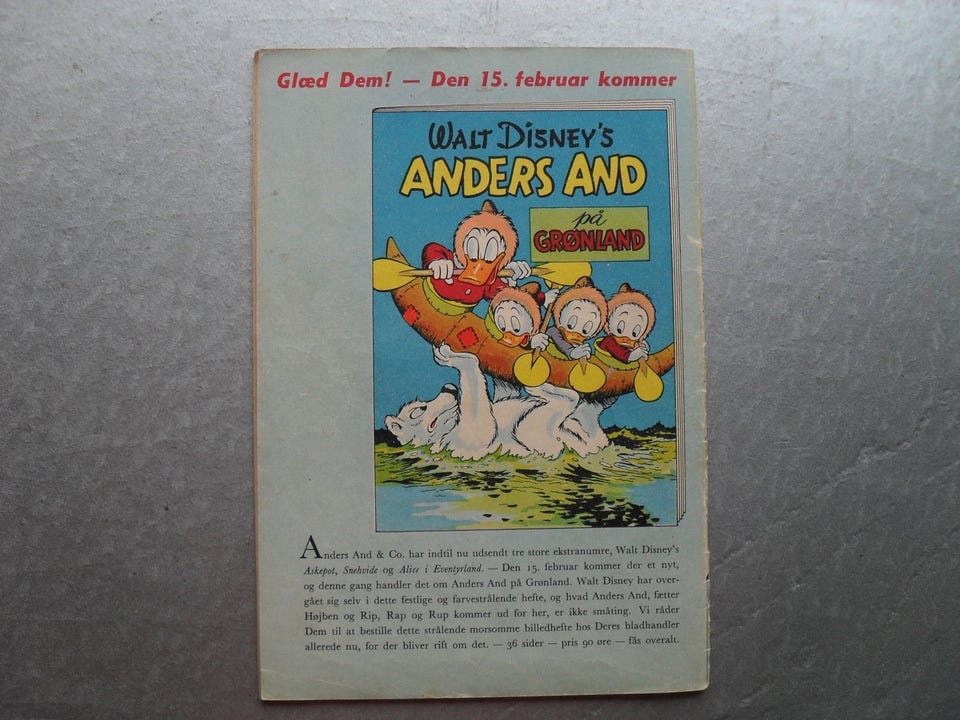 Glæd Dem! — Den 15. februar kommer
WALT DISNEY'S
ANDERS AND
på
GRØNLAND
Anders And & Co. har indtil nu udsendt tre store ekstranumre, Walt Disney's
Askepot, Snehvide og Alice i Eventyrland. — Den 15. februar kommer der et nyt,
og denne gang handler det om Anders And på Grønland. Walt Disney har over-
gået sig selv i dette festlige og farvestrålende hefte, og hvad Anders And, fætter
Højben og Rip, Rap og Rup kommer ud for her, er ikke småting. Vi råder
Dem til at bestille dette strålende morsomme billedhefte hos Deres bladhandler
allerede nu, for der bliver rift om det. — 36 sider — pris 90 øre — fås overalt.